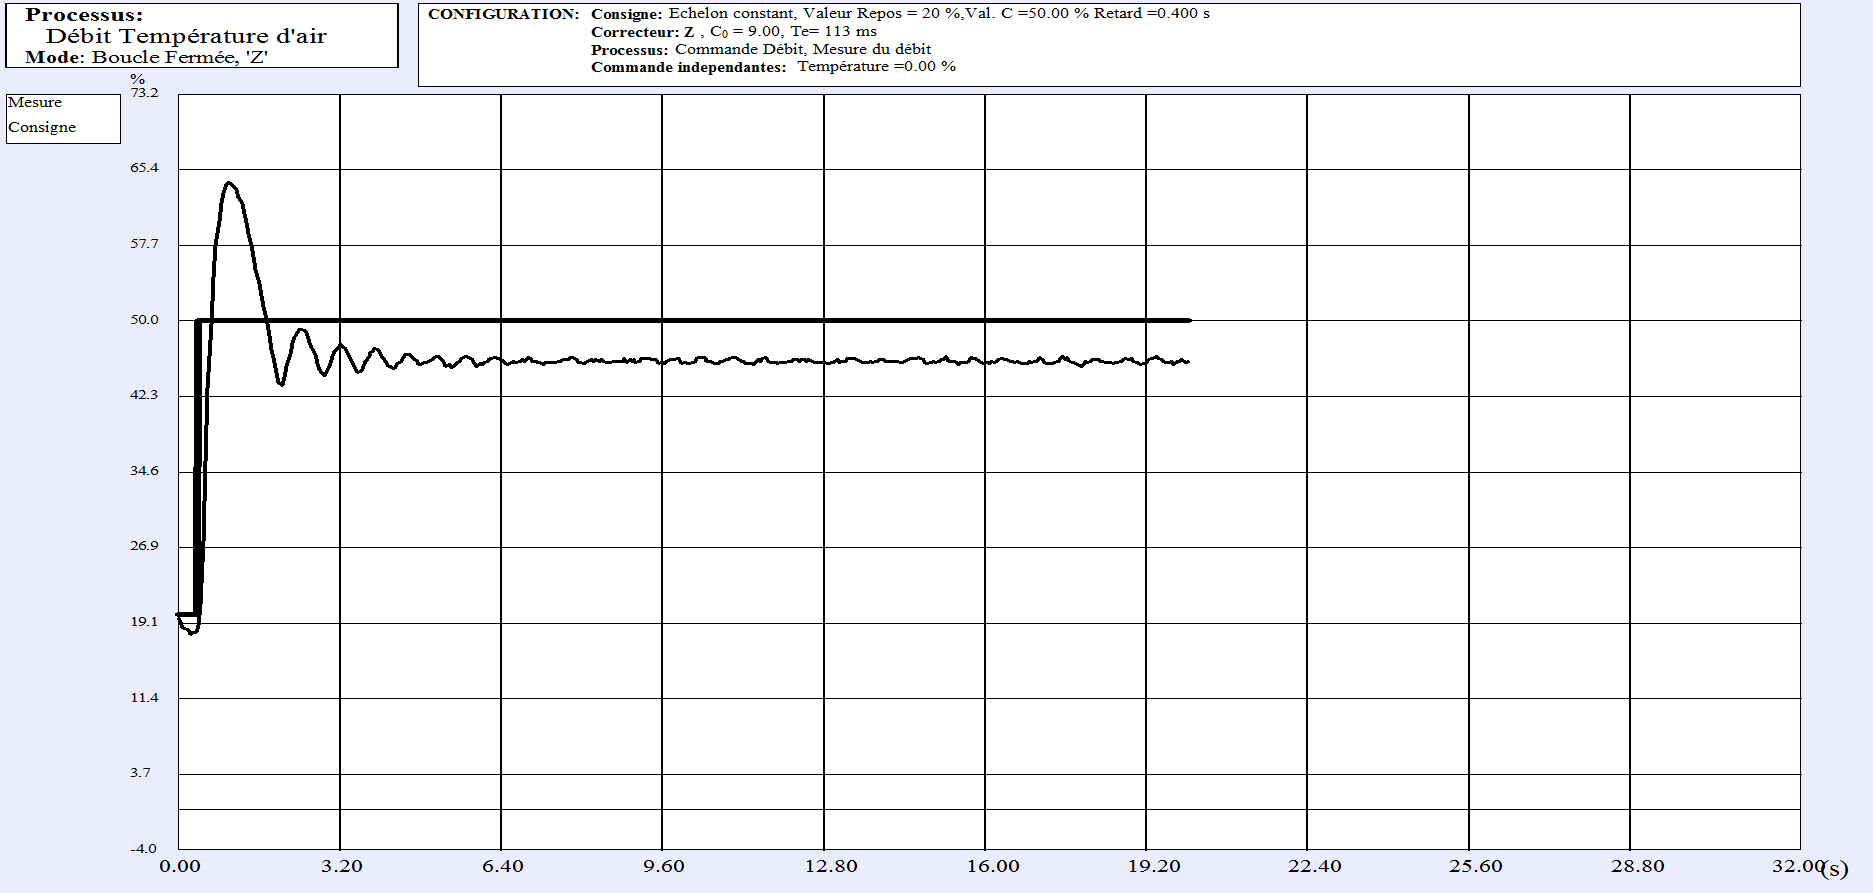 Processus:
Débit Température d'air
Mode: Boucle Fermée, 'Z'
CONFIGURATION: Consigne: Echelon constant, Valeur Repos = 20 %,Val. C =50.00 % Retard =0.400 s
Correcteur: Z , C₀ = 9.00, Te= 113 ms
Processus: Commande Débit, Mesure du débit
Commande independantes: Température =0.00 %
Mesure
Consigne
%
73.2
65.4
57.7
50.0
42.3
34.6
26.9
19.1
11.4
3.7
-4.0
0.00 3.20 6.40 9.60 12.80 16.00 19.20 22.40 25.60 28.80 32.00 (s)